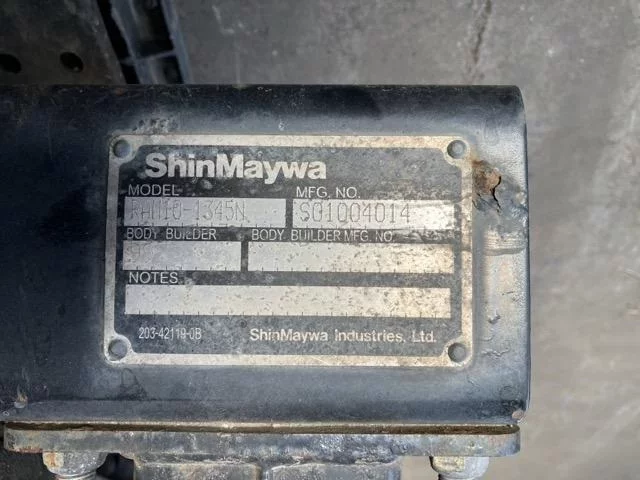 ShinMaywa
MODEL MFG. NO.
RAH10-1345N S01004014
BODY BUILDER BODY BUILDER MFG. NO.
NOTES
203-42119-0B ShinMaywa Industries, Ltd.